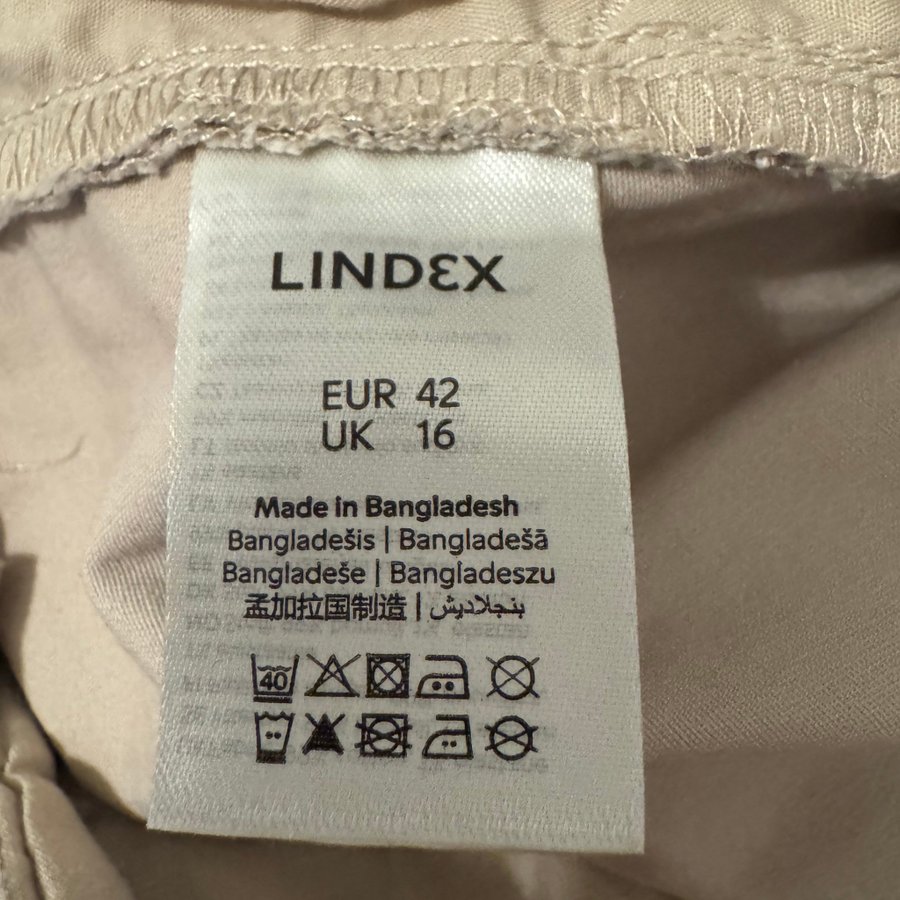 LINDEX
EUR 42
UK 16
Made in Bangladesh
Bangladešis | Bangladešā
Bangladeše | Bangladeszu
孟加拉国制造 | بنجلاديش
40